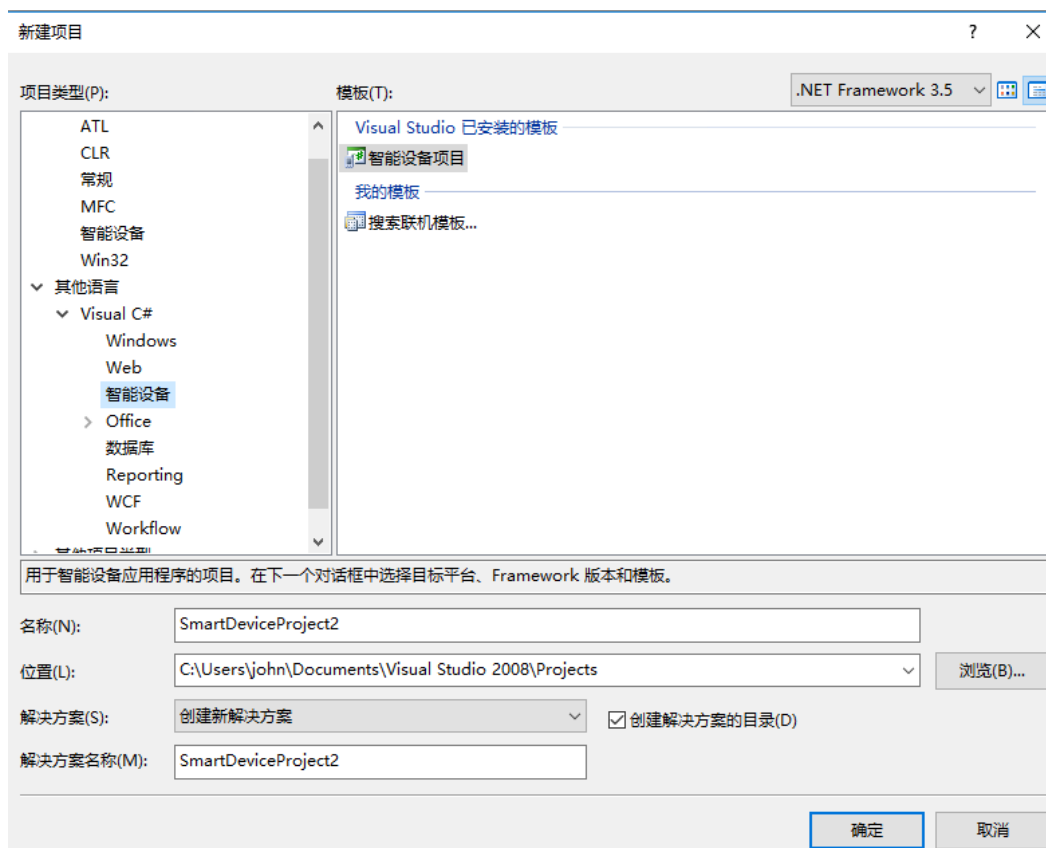 新建项目
项目类型(P):
模板(T):
.NET Framework 3.5
ATL
CLR
常规
MFC
智能设备
Win32
其他语言
Visual C#
Windows
Web
智能设备
Office
数据库
Reporting
WCF
Workflow
其他项目类型
Visual Studio 已安装的模板
智能设备项目
我的模板
搜索联机模板...
用于智能设备应用程序的项目。在下一个对话框中选择目标平台、Framework 版本和模板。
名称(N):
SmartDeviceProject2
位置(L):
C:\Users\john\Documents\Visual Studio 2008\Projects
浏览(B)...
解决方案(S):
创建新解决方案
创建解决方案的目录(D)
解决方案名称(M):
SmartDeviceProject2
确定
取消